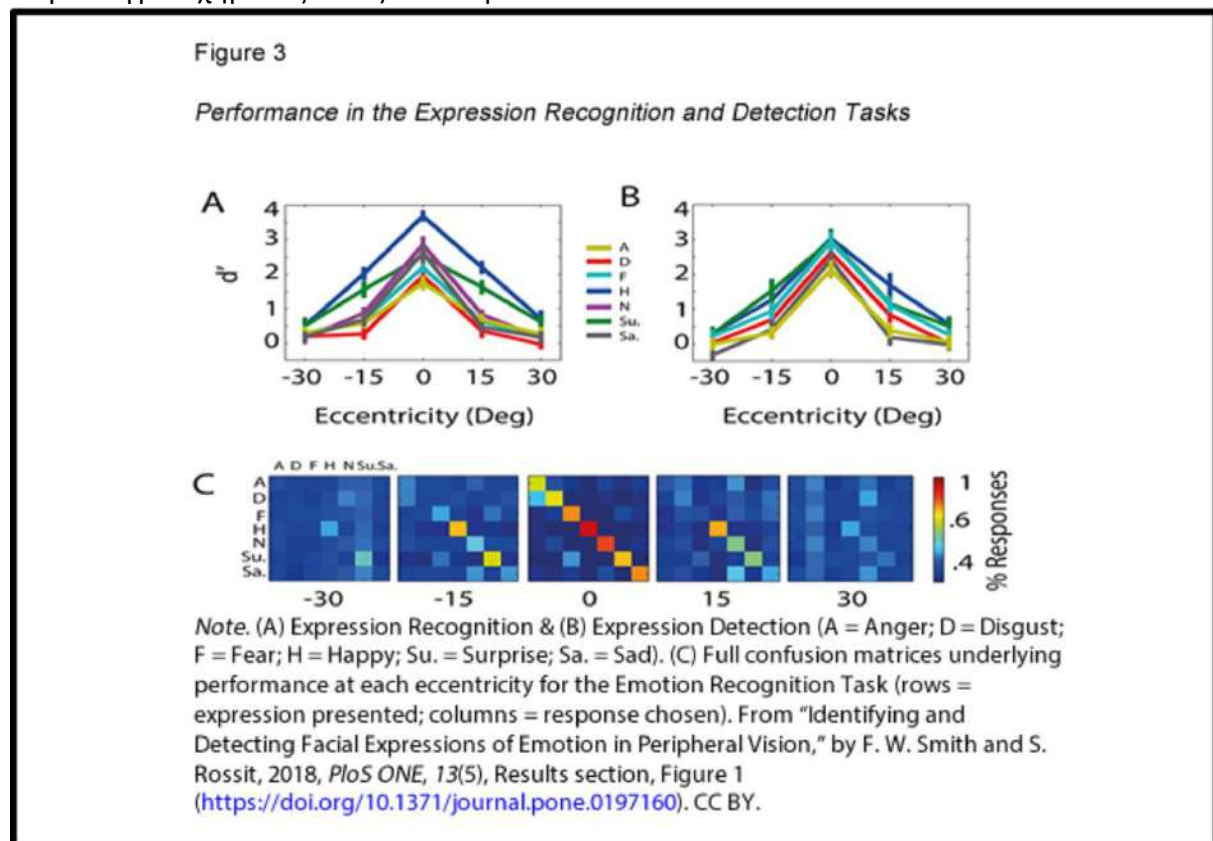 Figure 3
Performance in the Expression Recognition and Detection Tasks
A
B
4
3
2
1
0
d'
-30 -15 0 15 30
Eccentricity (Deg)
A
D
F
H
N
Su.
Sa.
4
3
2
1
0
-30 -15 0 15 30
Eccentricity (Deg)
C
A D F H N Su. Sa.
A
D
F
H
N
Su.
Sa.
-30 -15 0 15 30
1
.6
.4
% Responses
Note. (A) Expression Recognition & (B) Expression Detection (A = Anger; D = Disgust;
F = Fear; H = Happy; Su. = Surprise; Sa. = Sad). (C) Full confusion matrices underlying
performance at each eccentricity for the Emotion Recognition Task (rows =
expression presented; columns = response chosen). From “Identifying and
Detecting Facial Expressions of Emotion in Peripheral Vision,” by F. W. Smith and S.
Rossit, 2018, PloS ONE, 13(5), Results section, Figure 1
(https://doi.org/10.1371/journal.pone.0197160). CC BY.